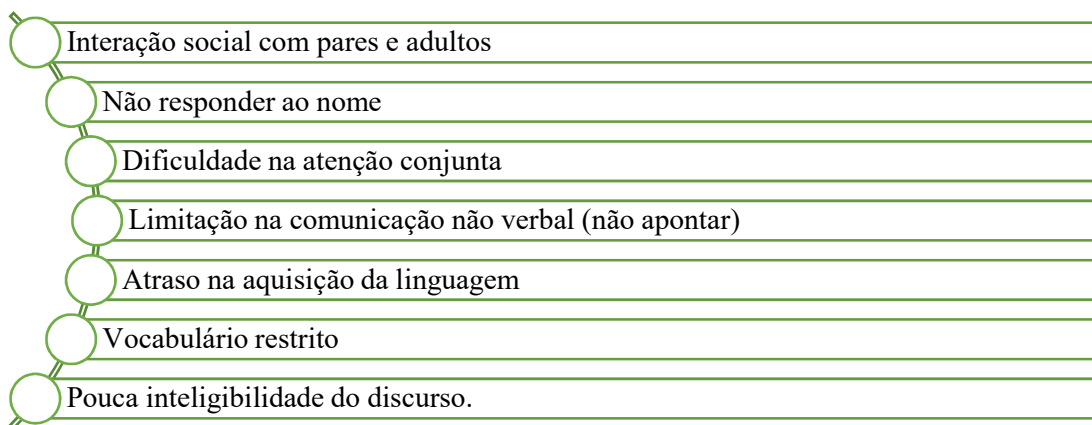 Interação social com pares e adultos
Não responder ao nome
Dificuldade na atenção conjunta
Limitação na comunicação não verbal (não apontar)
Atraso na aquisição da linguagem
Vocabulário restrito
Pouca inteligibilidade do discurso.